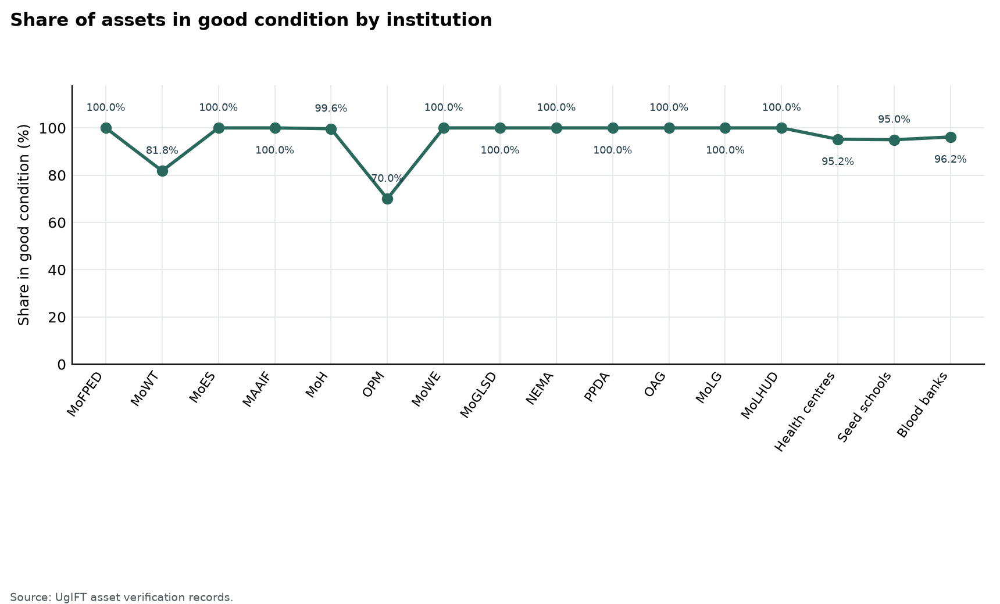 Share of assets in good condition by institution
100.0%
81.8%
100.0%
100.0%
99.6%
70.0%
100.0%
100.0%
100.0%
100.0%
100.0%
100.0%
100.0%
95.2%
95.0%
96.2%
Share in good condition (%)
100
80
60
40
20
0
MoFPED
MoWT
MoES
MAAIF
MoH
OPM
MoWE
MoGLSD
NEMA
PPDA
OAG
MoLG
MoLHUD
Health centres
Seed schools
Blood banks
Source: UgIFT asset verification records.